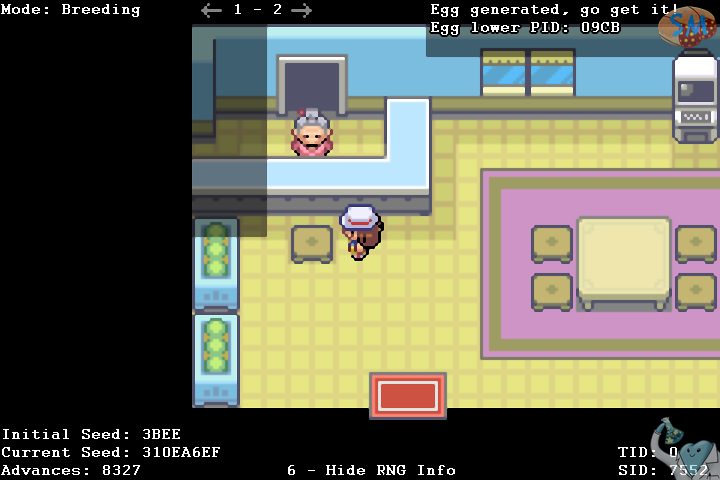 Mode: Breeding
← 1 - 2 →
Egg generated, go get it!
Egg lower PID: 09CB
SM
Initial Seed: 3BEE
Current Seed: 310EA6EF
Advances: 8327
6 - Hide RNG Info
TID: 0
SID: 7552